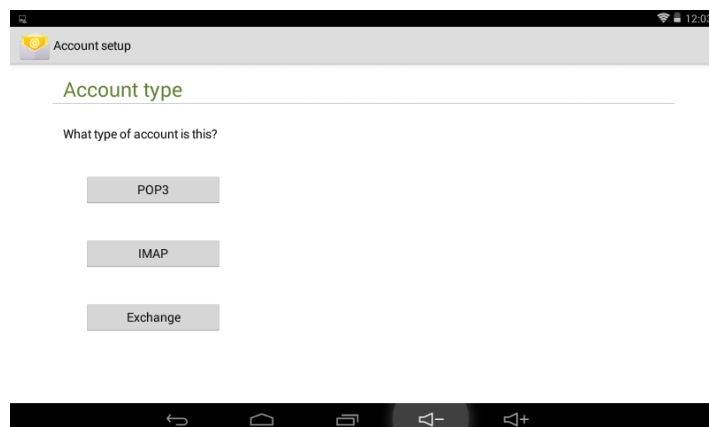 12:03
Account setup
Account type
What type of account is this?
POP3
IMAP
Exchange